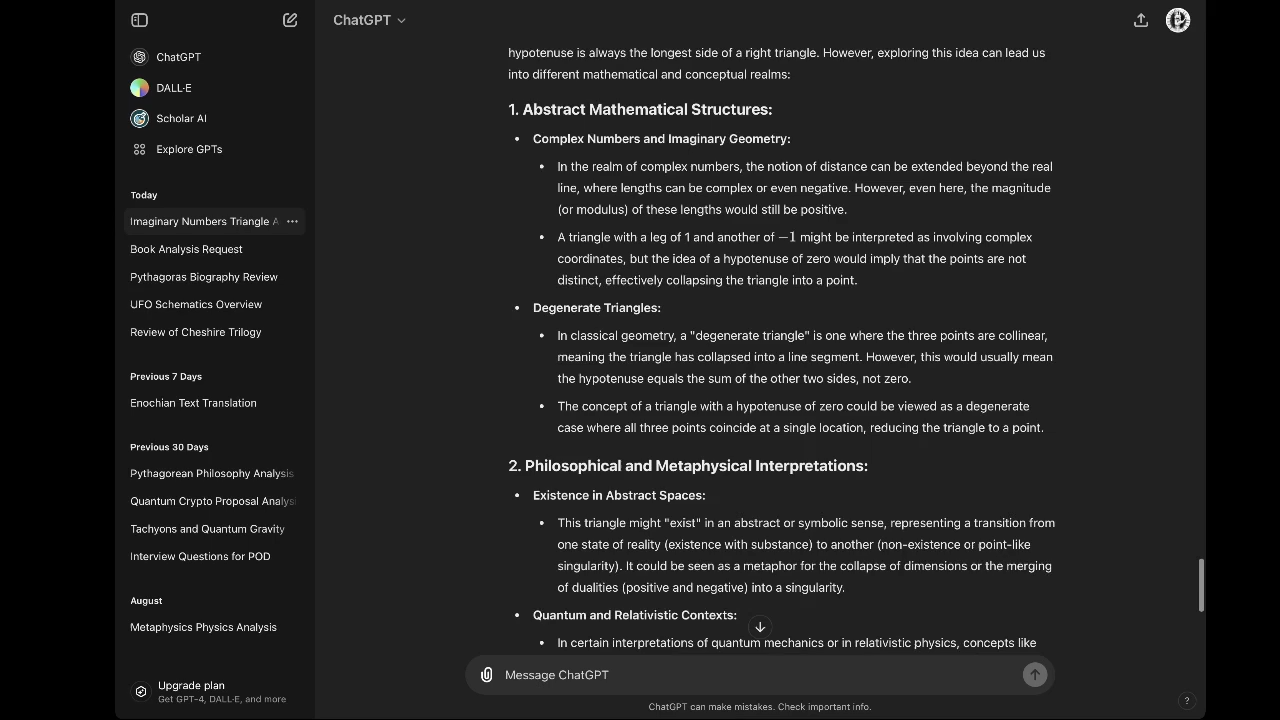 ChatGPT
ChatGPT
DALL·E
Scholar AI
Explore GPTs
Today
Imaginary Numbers Triangle A
Book Analysis Request
Pythagoras Biography Review
UFO Schematics Overview
Review of Cheshire Trilogy
Previous 7 Days
Enochian Text Translation
Previous 30 Days
Pythagorean Philosophy Analysis
Quantum Crypto Proposal Analys
Tachyons and Quantum Gravity
Interview Questions for POD
August
Metaphysics Physics Analysis
Upgrade plan
Get GPT-4, DALL·E, and more
hypotenuse is always the longest side of a right triangle. However, exploring this idea can lead us
into different mathematical and conceptual realms:
1. Abstract Mathematical Structures:
• Complex Numbers and Imaginary Geometry:
• In the realm of complex numbers, the notion of distance can be extended beyond the real
line, where lengths can be complex or even negative. However, even here, the magnitude
(or modulus) of these lengths would still be positive.
• A triangle with a leg of 1 and another of −1 might be interpreted as involving complex
coordinates, but the idea of a hypotenuse of zero would imply that the points are not
distinct, effectively collapsing the triangle into a point.
• Degenerate Triangles:
• In classical geometry, a "degenerate triangle" is one where the three points are collinear,
meaning the triangle has collapsed into a line segment. However, this would usually mean
the hypotenuse equals the sum of the other two sides, not zero.
• The concept of a triangle with a hypotenuse of zero could be viewed as a degenerate
case where all three points coincide at a single location, reducing the triangle to a point.
2. Philosophical and Metaphysical Interpretations:
• Existence in Abstract Spaces:
• This triangle might "exist" in an abstract or symbolic sense, representing a transition from
one state of reality (existence with substance) to another (non-existence or point-like
singularity). It could be seen as a metaphor for the collapse of dimensions or the merging
of dualities (positive and negative) into a singularity.
• Quantum and Relativistic Contexts:
• In certain interpretations of quantum mechanics or in relativistic physics, concepts like
Message ChatGPT
ChatGPT can make mistakes. Check important info.
?